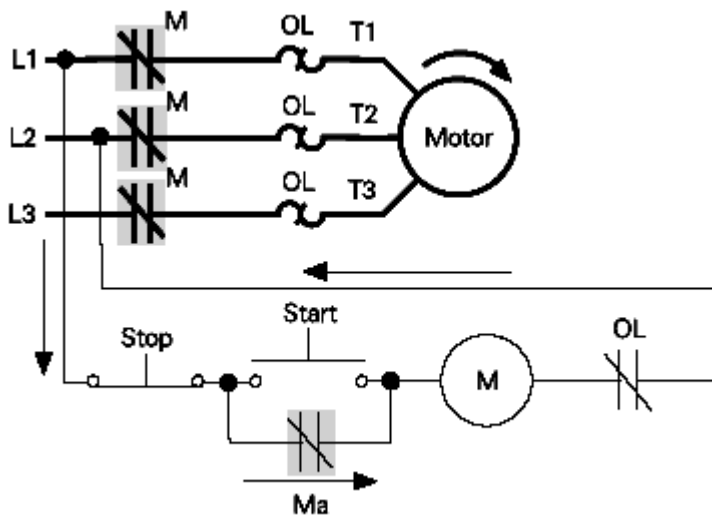 M OL T1
L1
M OL T2
L2 Motor
M OL T3
L3
Start
Stop OL
M
Ma